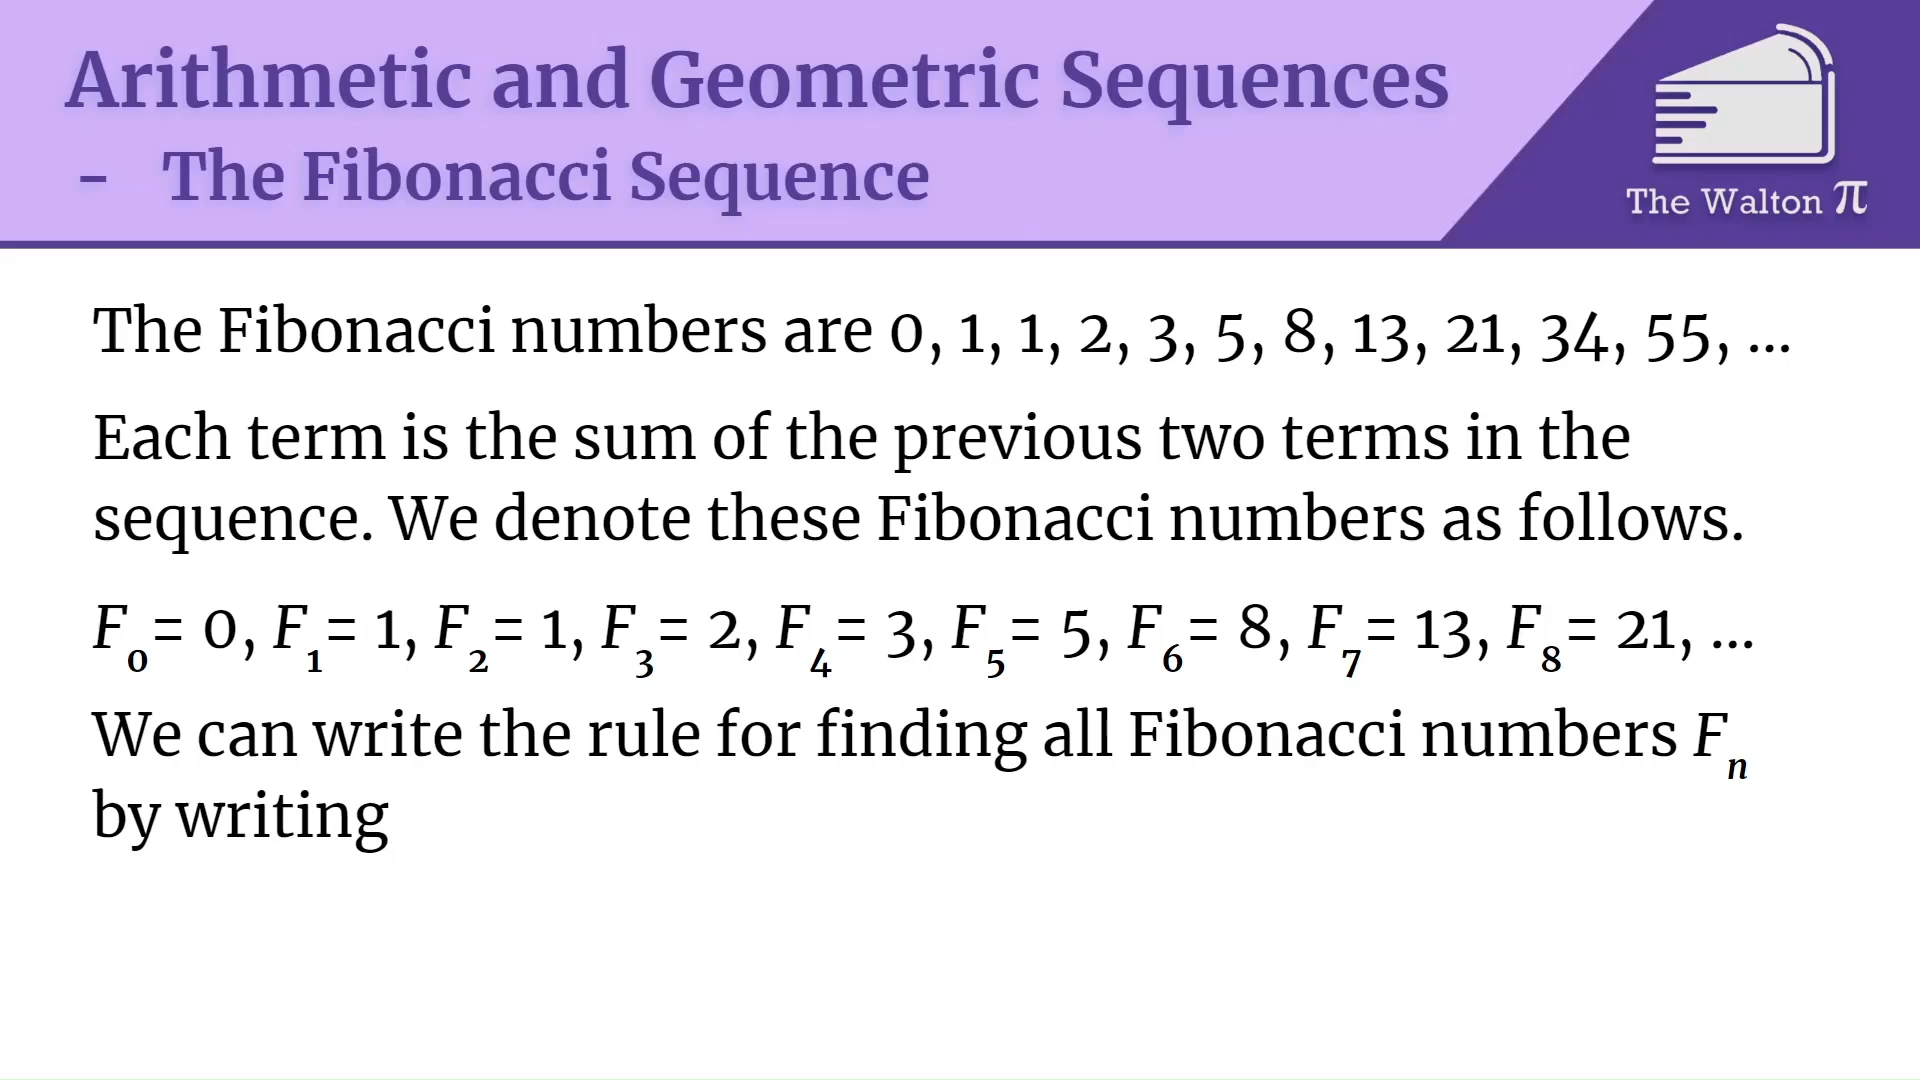 Arithmetic and Geometric Sequences
- The Fibonacci Sequence
The Walton π
The Fibonacci numbers are 0, 1, 1, 2, 3, 5, 8, 13, 21, 34, 55, ...
Each term is the sum of the previous two terms in the
sequence. We denote these Fibonacci numbers as follows.
F₀= 0, F₁= 1, F₂= 1, F₃= 2, F₄= 3, F₅= 5, F₆= 8, F₇= 13, F₈= 21, ...
We can write the rule for finding all Fibonacci numbers Fₙ
by writing